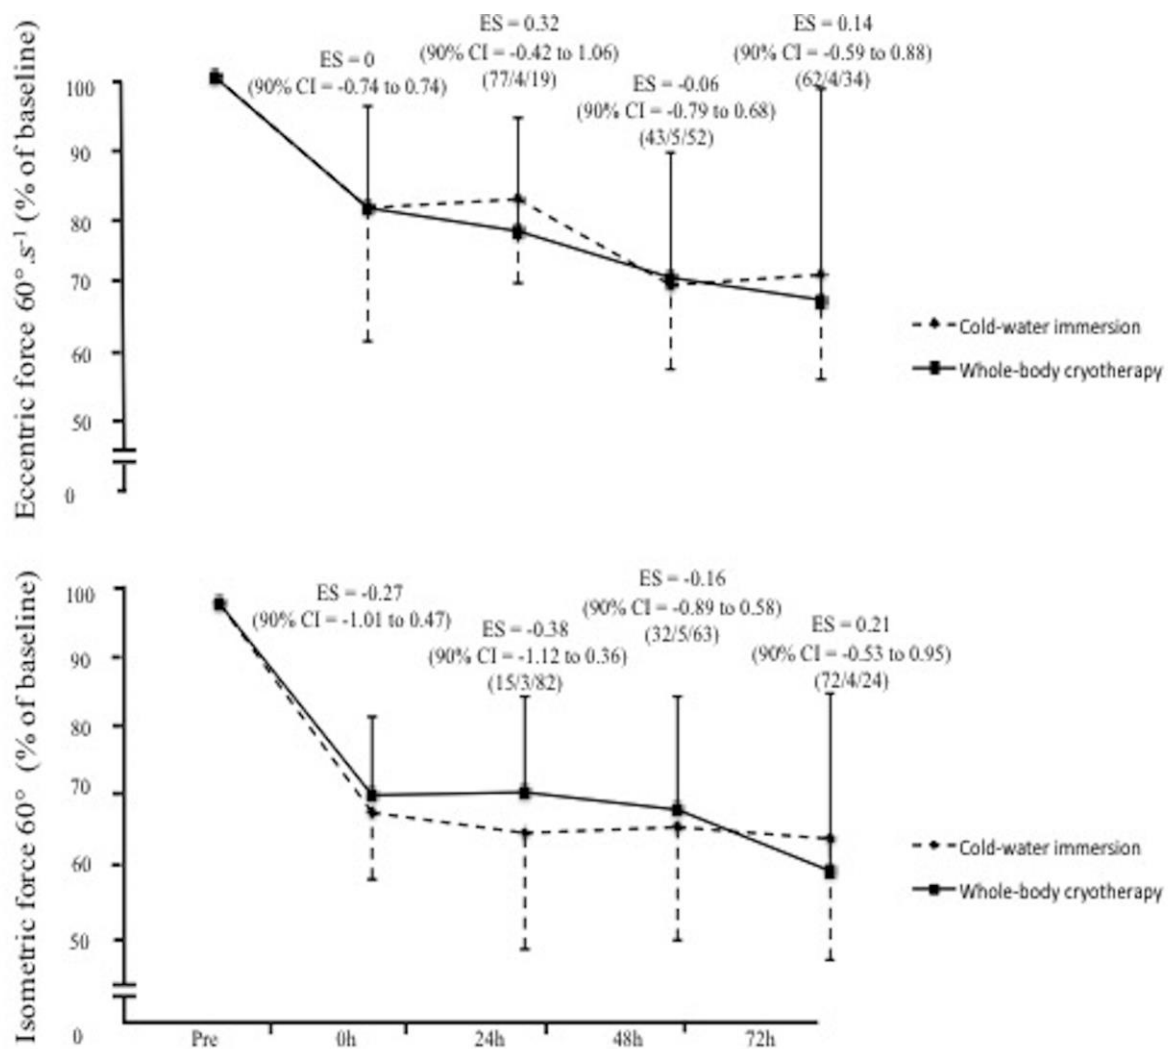 Eccentric force 60°.s⁻¹ (% of baseline)
100
90
80
70
60
50
0
ES = 0
(90% CI = -0.74 to 0.74)
ES = 0.32
(90% CI = -0.42 to 1.06)
(77/4/19)
ES = -0.06
(90% CI = -0.79 to 0.68)
(43/5/52)
ES = 0.14
(90% CI = -0.59 to 0.88)
(62/4/34)
Cold-water immersion
Whole-body cryotherapy
Isometric force 60° (% of baseline)
100
90
80
70
60
50
0
ES = -0.27
(90% CI = -1.01 to 0.47)
ES = -0.38
(90% CI = -1.12 to 0.36)
(15/3/82)
ES = -0.16
(90% CI = -0.89 to 0.58)
(32/5/63)
ES = 0.21
(90% CI = -0.53 to 0.95)
(72/4/24)
Cold-water immersion
Whole-body cryotherapy
Pre 0h 24h 48h 72h